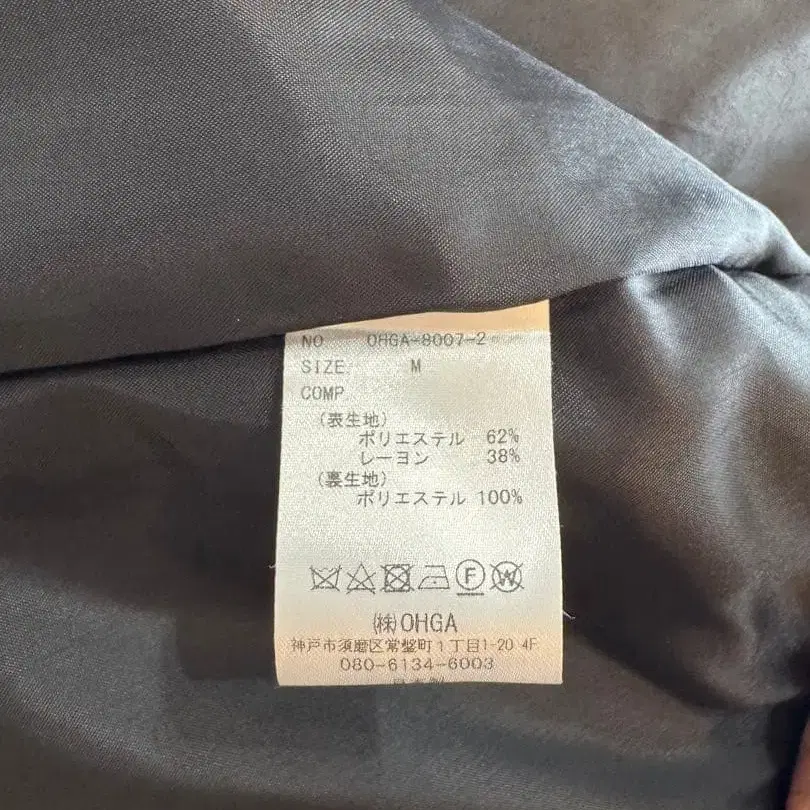 NO OHGA-8007-2
SIZE M
COMP
(表生地)
ポリエステル 62%
レーヨン 38%
(裏生地)
ポリエステル 100%
F W
㈱OHGA
神戸市須磨区常盤町1丁目1-20 4F
080-6134-6003